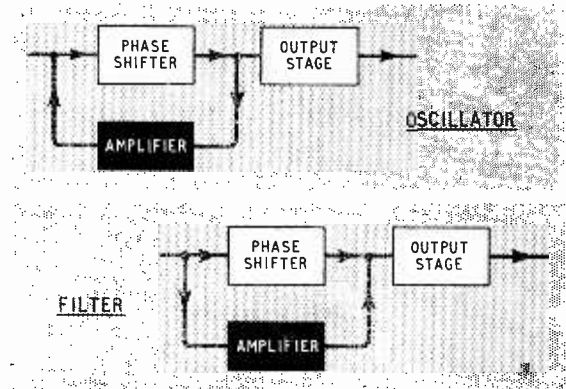 PHASE
SHIFTER
OUTPUT
STAGE
AMPLIFIER
OSCILLATOR
PHASE
SHIFTER
OUTPUT
STAGE
FILTER
AMPLIFIER